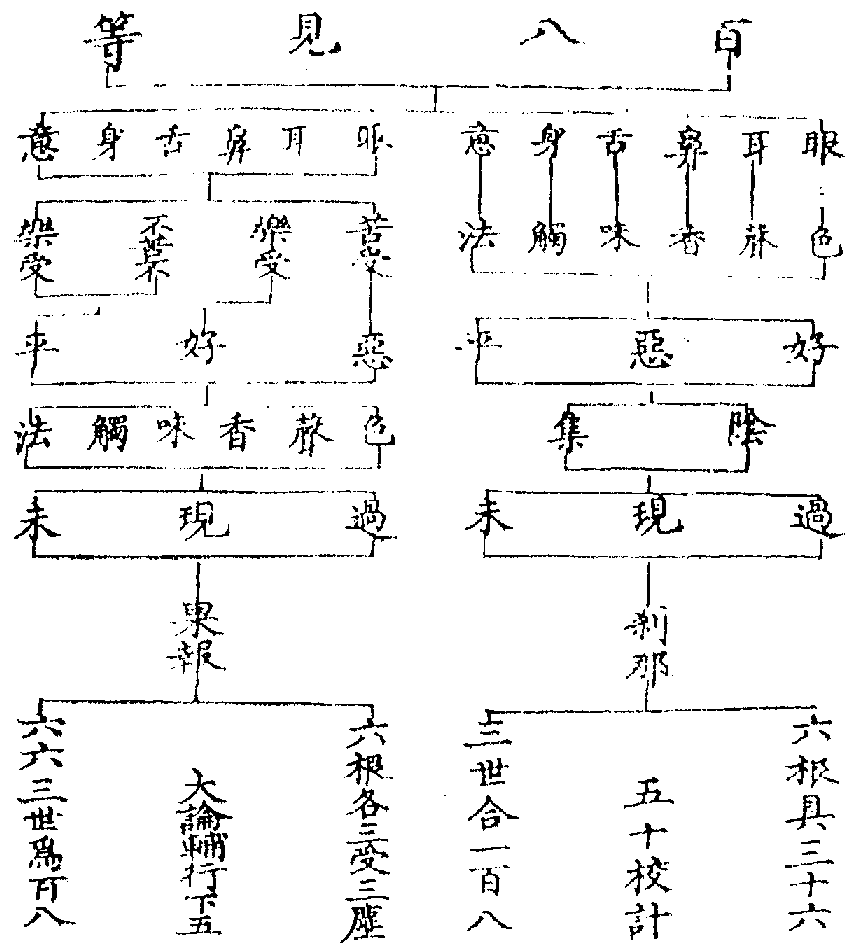 百八見等
眼耳鼻舌身意
色聲香味觸法
好惡平
陰集
過現未
刹那
六根具三十六
五十校計
三世合一百八
眼耳鼻舌身意
苦受
樂受
不苦不
樂受
惡好平
色聲香味觸法
過現未
果報
六根各三受三塵
大論輔行下五
六六三世爲百八